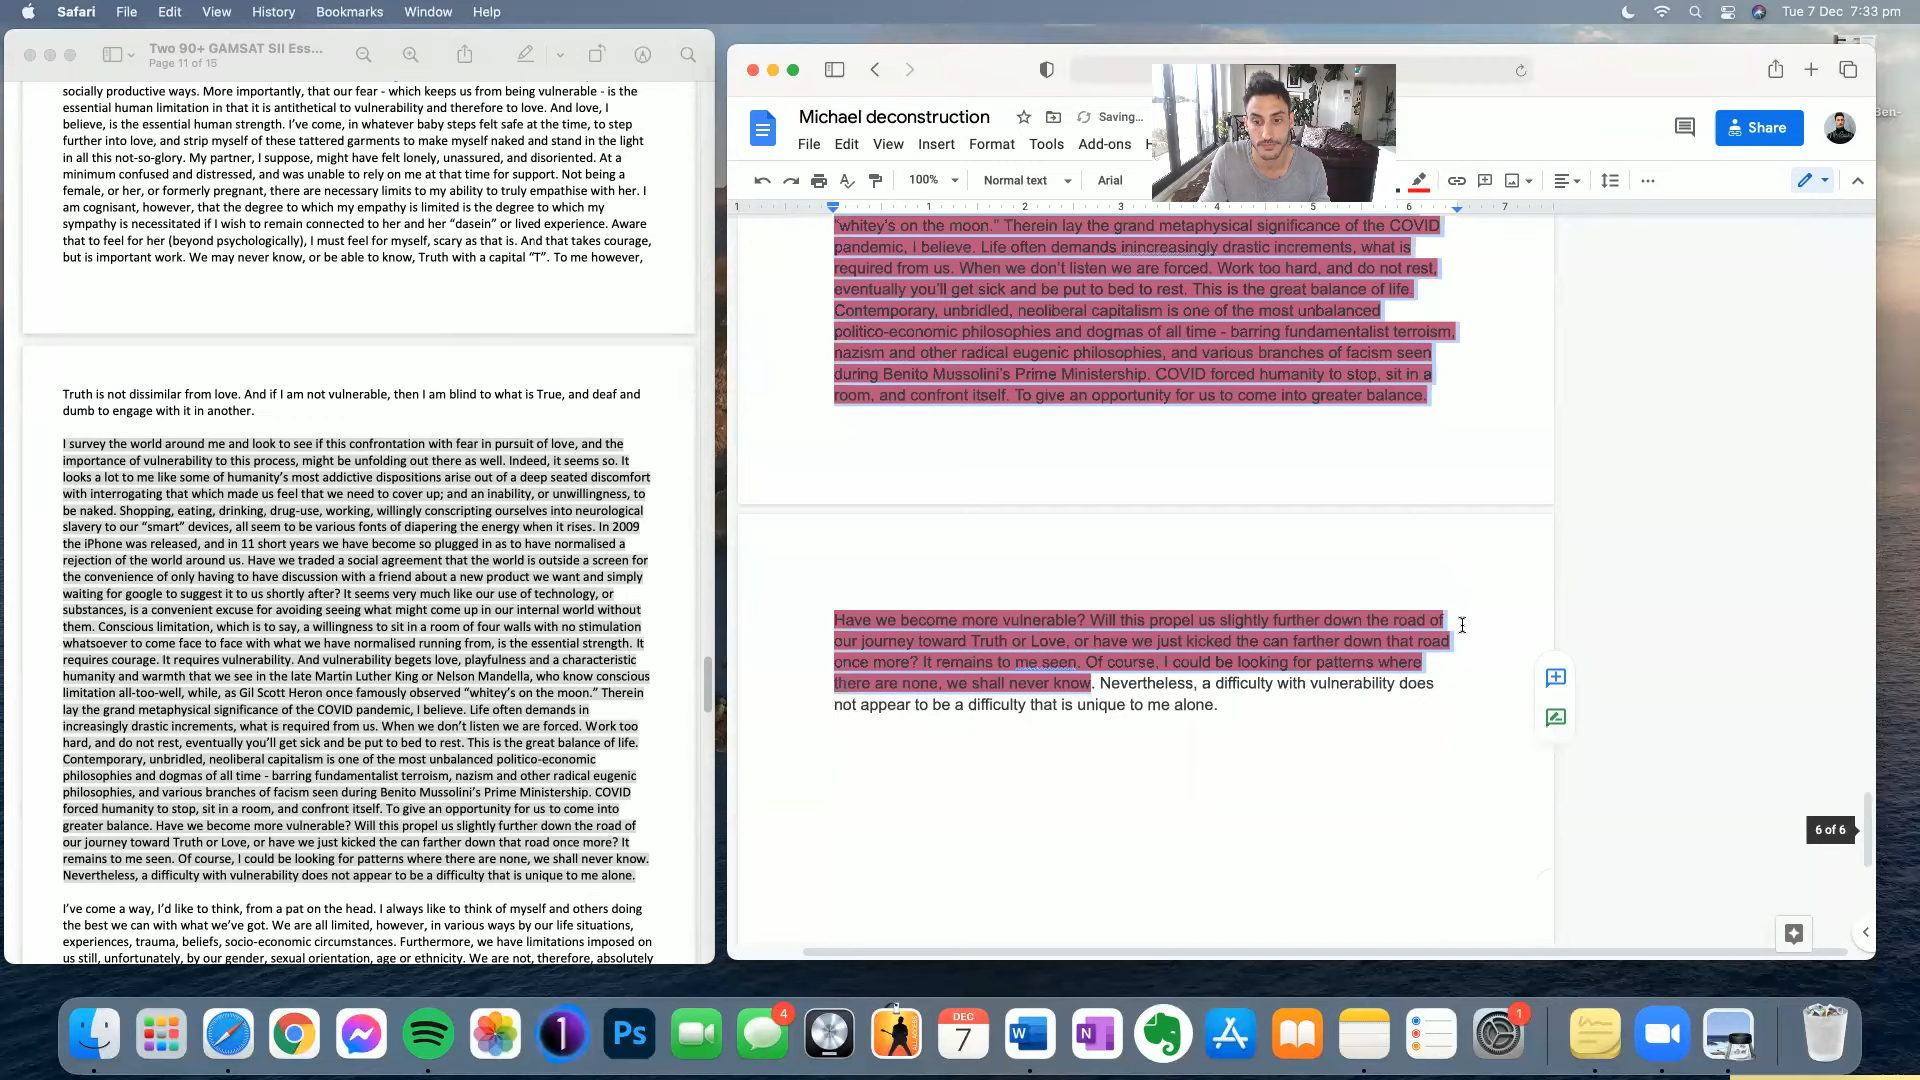 Safari File Edit View History Bookmarks Window Help
Tue 7 Dec 7:33 pm
Two 90+ GAMSAT SII Ess...
Page 11 of 15
socially productive ways. More importantly, that our fear - which keeps us from being vulnerable - is the
essential human limitation in that it is antithetical to vulnerability and therefore to love. And love, I
believe, is the essential human strength. I've come, in whatever baby steps felt safe at the time, to step
further into love, and strip myself of these tattered garments to make myself naked and stand in the light
in all this not-so-glory. My partner, I suppose, might have felt lonely, unassured, and disoriented. At a
minimum confused and distressed, and was unable to rely on me at that time for support. Not being a
female, or her, or formerly pregnant, there are necessary limits to my ability to truly empathise with her. I
am cognisant, however, that the degree to which my empathy is limited is the degree to which my
sympathy is necessitated if I wish to remain connected to her and her “dasein” or lived experience. Aware
that to feel for her (beyond psychologically), I must feel for myself, scary as that is. And that takes courage,
but is important work. We may never know, or be able to know, Truth with a capital “T”. To me however,
Truth is not dissimilar from love. And if I am not vulnerable, then I am blind to what is True, and deaf and
dumb to engage with it in another.
I survey the world around me and look to see if this confrontation with fear in pursuit of love, and the
importance of vulnerability to this process, might be unfolding out there as well. Indeed, it seems so. It
looks a lot to me like some of humanity's most addictive dispositions arise out of a deep seated discomfort
with interrogating that which made us feel that we need to cover up; and an inability, or unwillingness, to
be naked. Shopping, eating, drinking, drug-use, working, willingly conscripting ourselves into neurological
slavery to our “smart” devices, all seem to be various fonts of diapering the energy when it rises. In 2009
the iPhone was released, and in 11 short years we have become so plugged in as to have normalised a
rejection of the world around us. Have we traded a social agreement that the world is outside a screen for
the convenience of only having to have discussion with a friend about a new product we want and simply
waiting for google to suggest it to us shortly after? It seems very much like our use of technology, or
substances, is a convenient excuse for avoiding seeing what might come up in our internal world without
them. Conscious limitation, which is to say, a willingness to sit in a room of four walls with no stimulation
whatsoever to come face to face with what we have normalised running from, is the essential strength. It
requires courage. It requires vulnerability. And vulnerability begets love, playfulness and a characteristic
humanity and warmth that we see in the late Martin Luther King or Nelson Mandella, who know conscious
limitation all-too-well, while, as Gil Scott Heron once famously observed “whitey's on the moon.” Therein
lay the grand metaphysical significance of the COVID pandemic, I believe. Life often demands in
increasingly drastic increments, what is required from us. When we don't listen we are forced. Work too
hard, and do not rest, eventually you'll get sick and be put to bed to rest. This is the great balance of life.
Contemporary, unbridled, neoliberal capitalism is one of the most unbalanced politico-economic
philosophies and dogmas of all time - barring fundamentalist terroism, nazism and other radical eugenic
philosophies, and various branches of facism seen during Benito Mussolini's Prime Ministership. COVID
forced humanity to stop, sit in a room, and confront itself. To give an opportunity for us to come into
greater balance. Have we become more vulnerable? Will this propel us slightly further down the road of
our journey toward Truth or Love, or have we just kicked the can farther down that road once more? It
remains to me seen. Of course, I could be looking for patterns where there are none, we shall never know.
Nevertheless, a difficulty with vulnerability does not appear to be a difficulty that is unique to me alone.
I've come a way, I'd like to think, from a pat on the head. I always like to think of myself and others doing
the best we can with what we've got. We are all limited, however, in various ways by our life situations,
experiences, trauma, beliefs, socio-economic circumstances. Furthermore, we have limitations imposed on
us still, unfortunately, by our gender, sexual orientation, age or ethnicity. We are not, therefore, absolutely
Michael deconstruction
Saving...
File Edit View Insert Format Tools Add-ons H
Share
100% Normal text Arial
1 1 2 3 4 5 6 7
“whitey's on the moon.” Therein lay the grand metaphysical significance of the COVID
pandemic, I believe. Life often demands inincreasingly drastic increments, what is
required from us. When we don't listen we are forced. Work too hard, and do not rest,
eventually you'll get sick and be put to bed to rest. This is the great balance of life.
Contemporary, unbridled, neoliberal capitalism is one of the most unbalanced
politico-economic philosophies and dogmas of all time - barring fundamentalist terroism,
nazism and other radical eugenic philosophies, and various branches of facism seen
during Benito Mussolini's Prime Ministership. COVID forced humanity to stop, sit in a
room, and confront itself. To give an opportunity for us to come into greater balance.
Have we become more vulnerable? Will this propel us slightly further down the road of
our journey toward Truth or Love, or have we just kicked the can farther down that road
once more? It remains to me seen. Of course, I could be looking for patterns where
there are none, we shall never know. Nevertheless, a difficulty with vulnerability does
not appear to be a difficulty that is unique to me alone.
6 of 6
Ben-
4
DEC
7
1
Ps
W
N
1